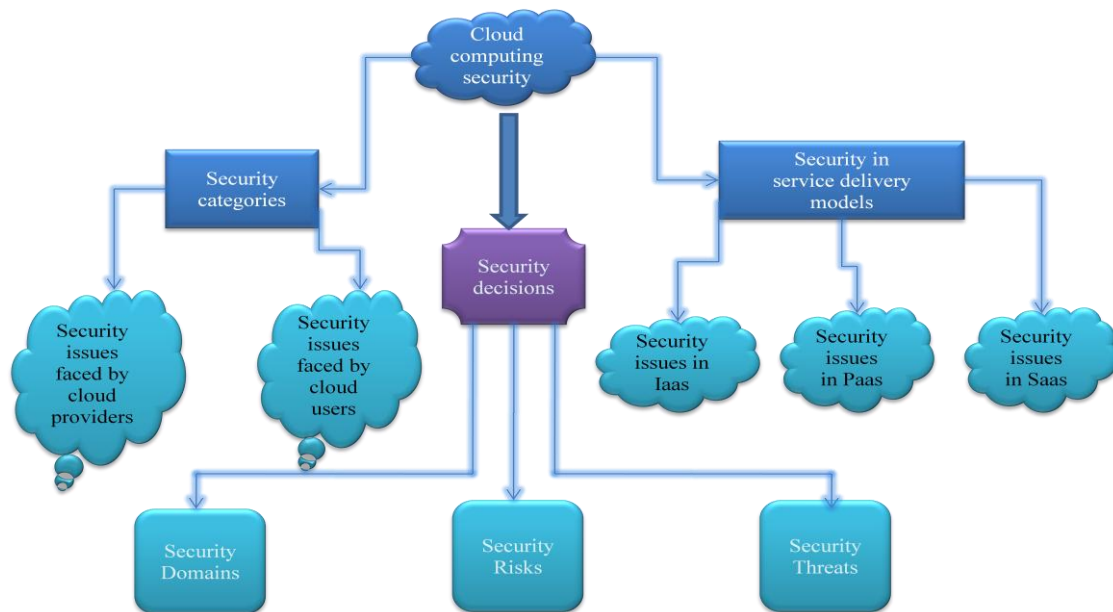 Cloud
computing
security
Security
categories
Security in
service delivery
models
Security
decisions
Security
issues
faced by
cloud
providers
Security
issues
faced by
cloud
users
Security
issues in
Iaas
Security
issues
in Paas
Security
issues
in Saas
Security
Domains
Security
Risks
Security
Threats